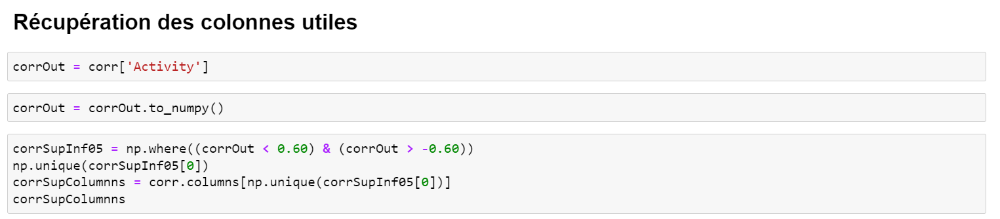 Récupération des colonnes utiles
corrOut = corr['Activity']
corrOut = corrOut.to_numpy()
corrSupInf05 = np.where((corrOut < 0.60) & (corrOut > -0.60))
np.unique(corrSupInf05[0])
corrSupColumnns = corr.columns[np.unique(corrSupInf05[0])]
corrSupColumnns